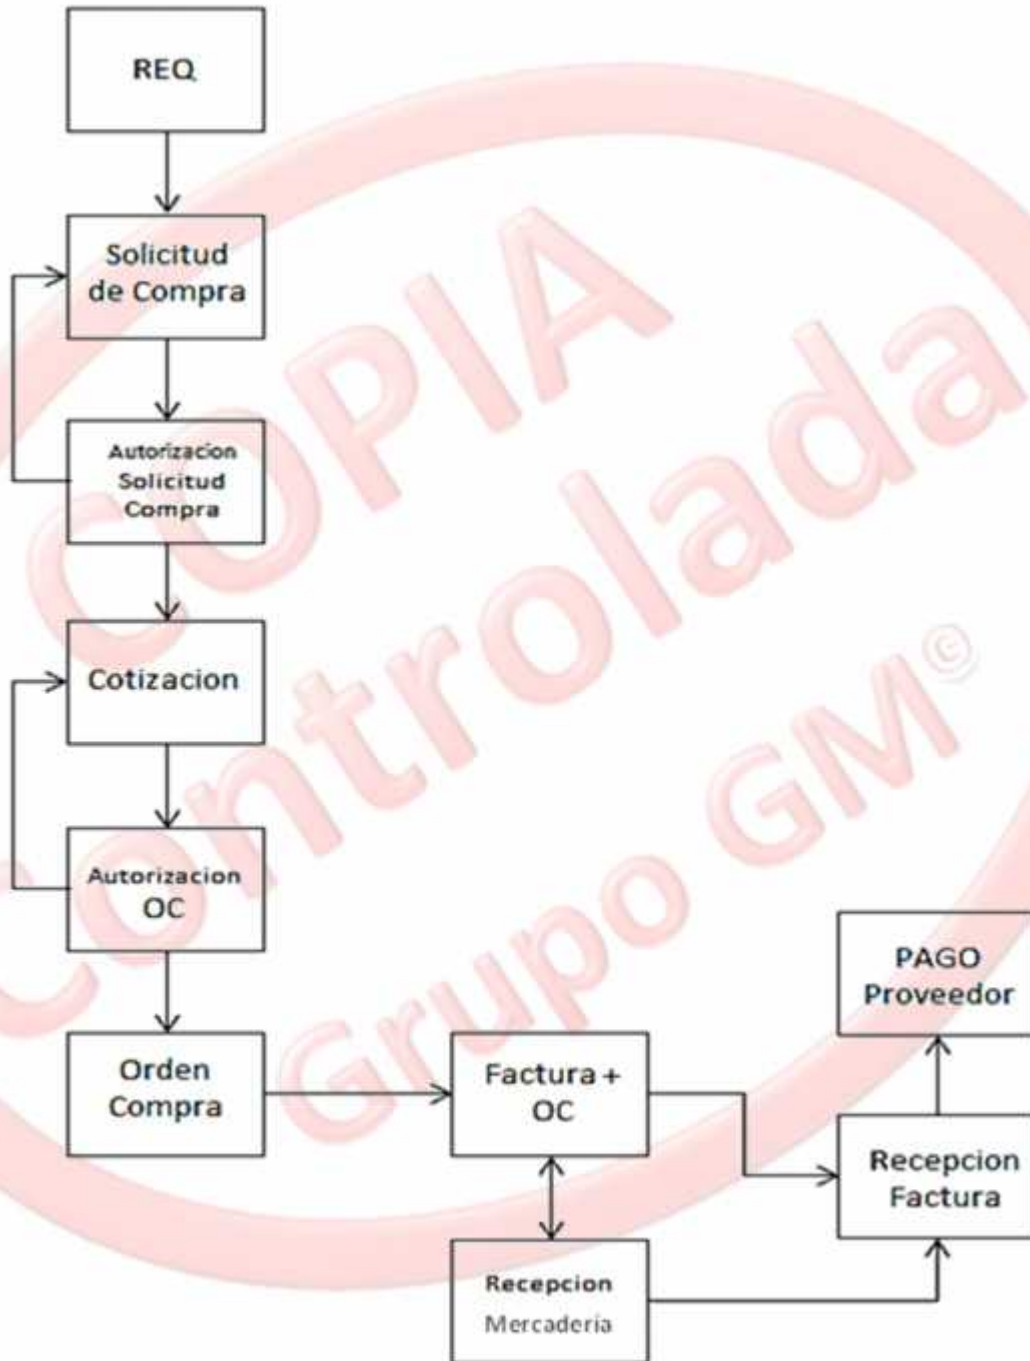 REQ
Solicitud
de Compra
Autorizacion
Solicitud
Compra
Cotizacion
Autorizacion
OC
Orden
Compra
Factura +
OC
Recepcion
Mercaderia
Recepcion
Factura
PAGO
Proveedor
COPIA
Controlada
Grupo GM©